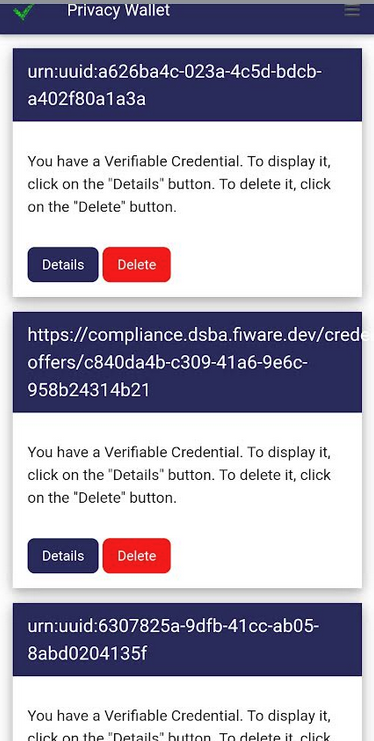 Privacy Wallet
urn:uuid:a626ba4c-023a-4c5d-bdcb-
a402f80a1a3a
You have a Verifiable Credential. To display it,
click on the "Details" button. To delete it, click
on the "Delete" button.
Details Delete
https://compliance.dsba.fiware.dev/crede
offers/c840da4b-c309-41a6-9e6c-
958b24314b21
You have a Verifiable Credential. To display it,
click on the "Details" button. To delete it, click
on the "Delete" button.
Details Delete
urn:uuid:6307825a-9dfb-41cc-ab05-
8abd0204135f
You have a Verifiable Credential. To display it,
click on the "Details" button. To delete it, click